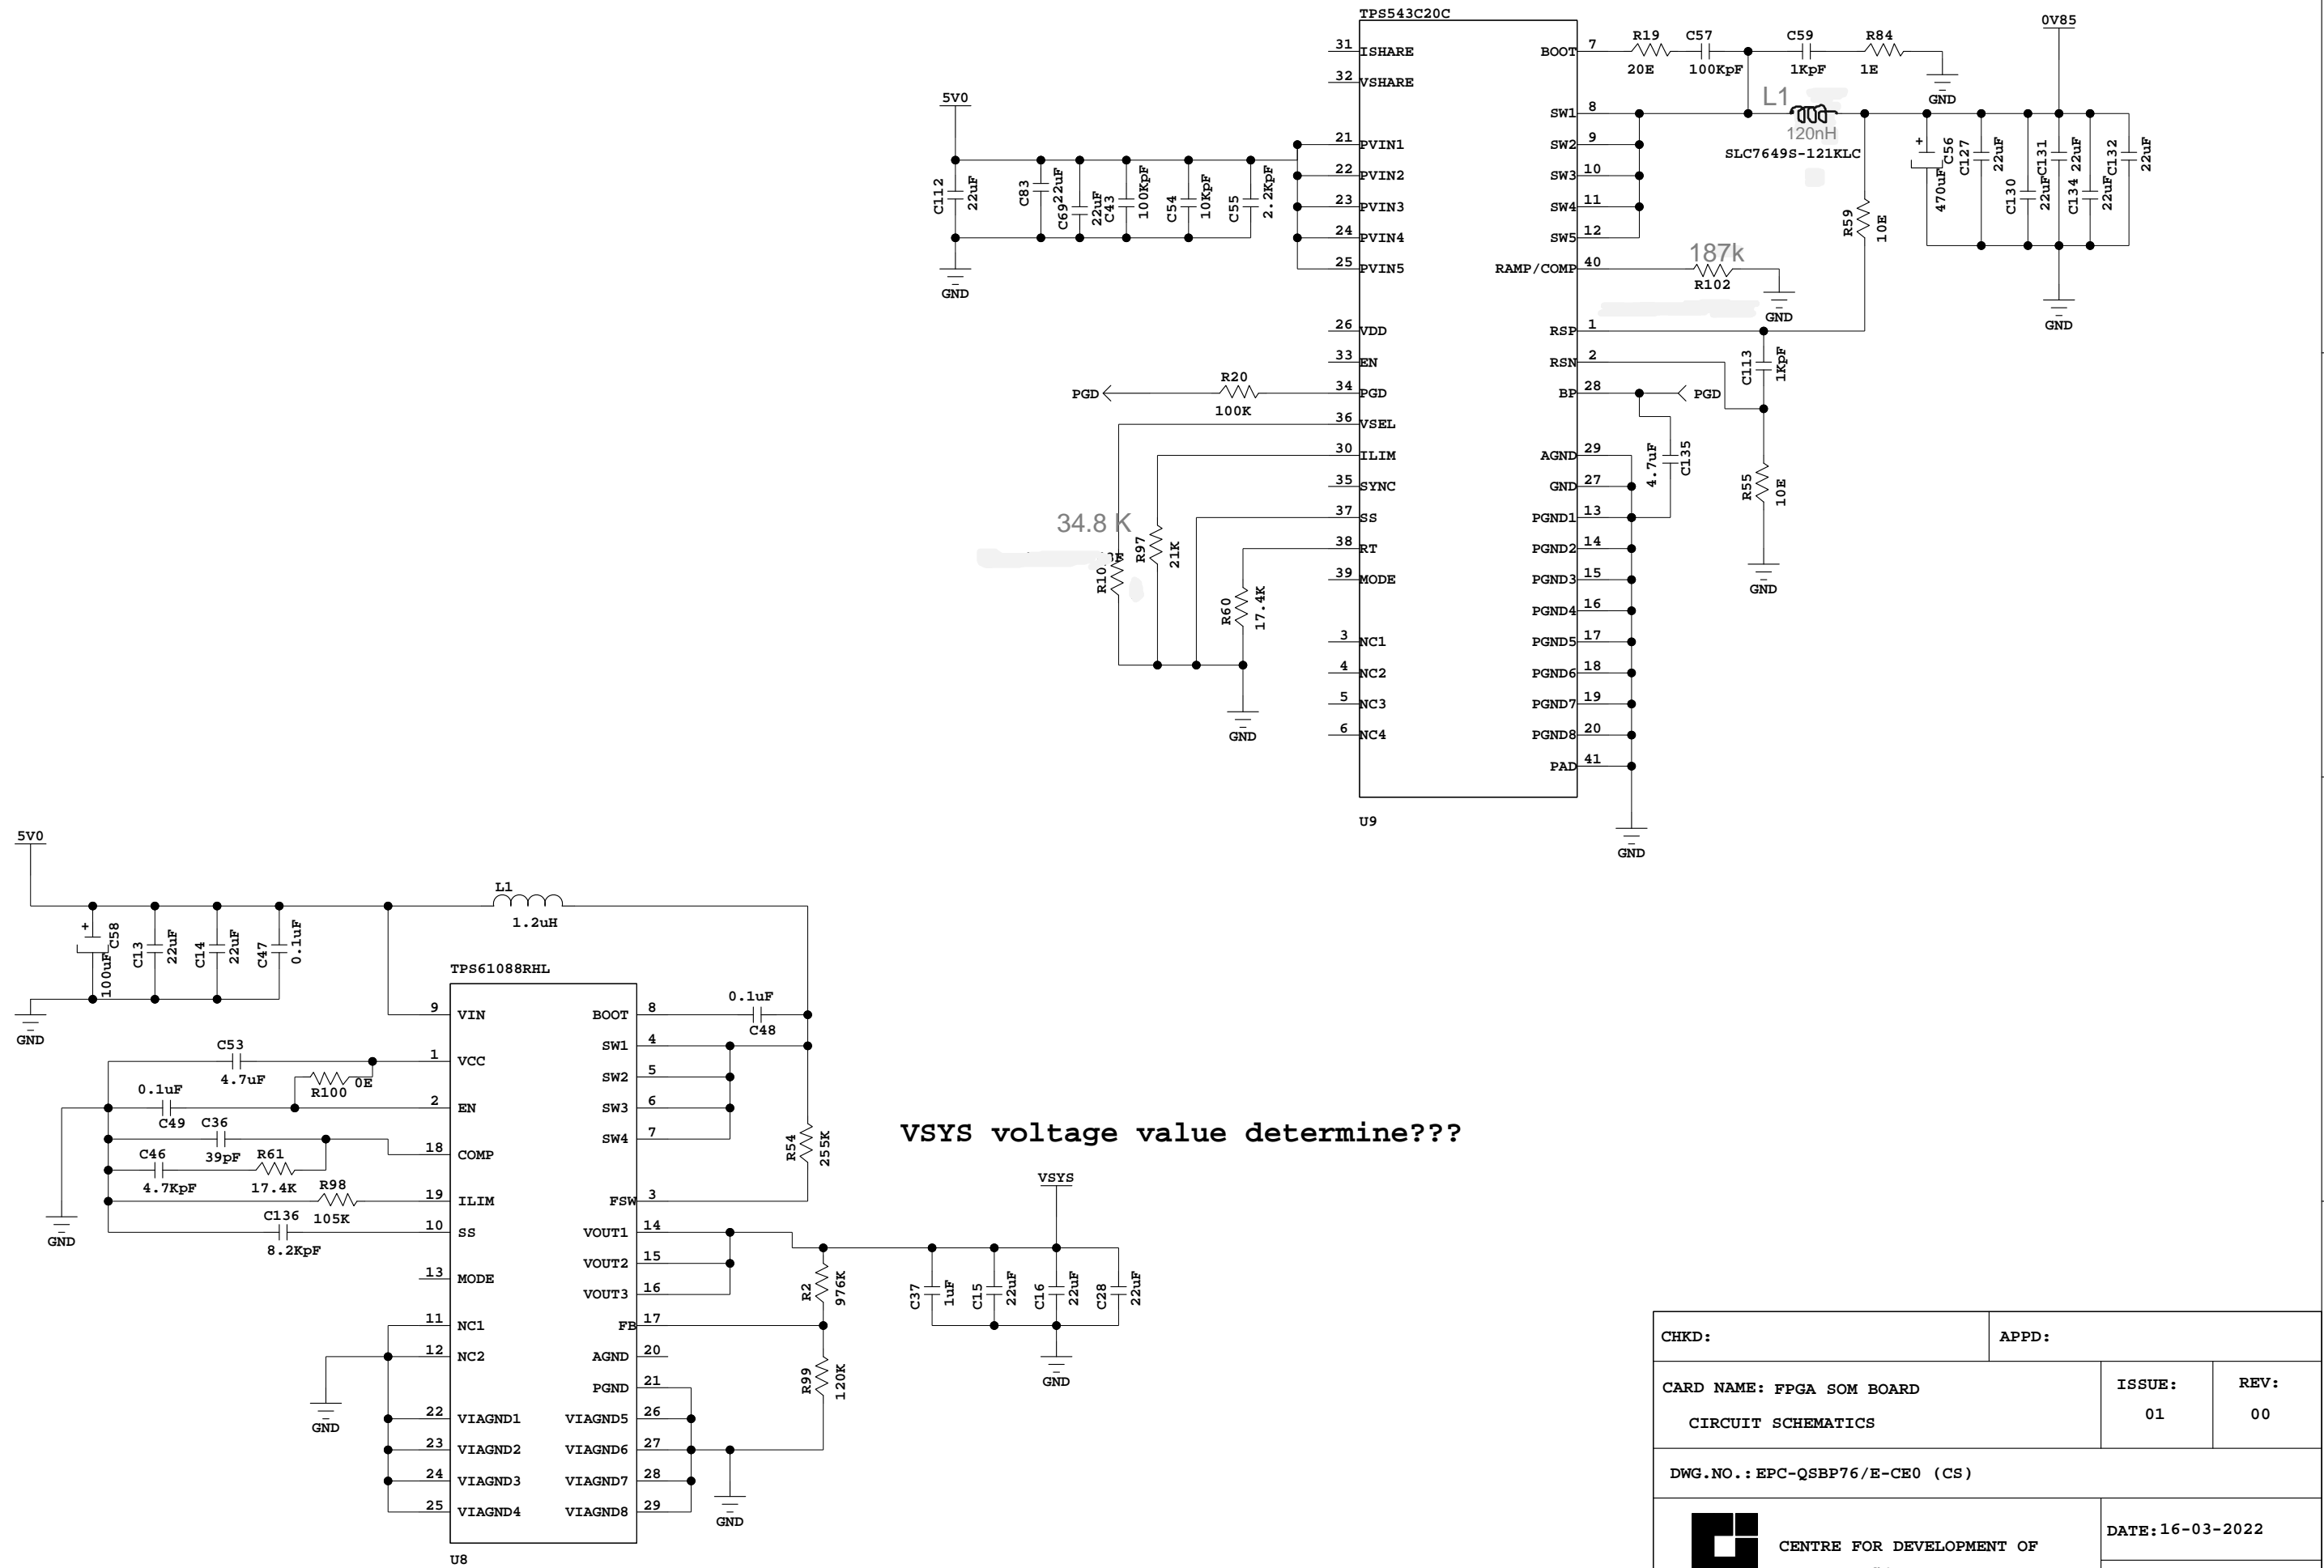 TPS543C20C
31 ISHARE
32 VSHARE
21 PVIN1
22 PVIN2
23 PVIN3
24 PVIN4
25 PVIN5
26 VDD
33 EN
34 PGD
36 VSEL
30 ILIM
35 SYNC
37 SS
38 RT
39 MODE
3 NC1
4 NC2
5 NC3
6 NC4
BOOT 7
SW1 8
SW2 9
SW3 10
SW4 11
SW5 12
RAMP/COMP 40
RSP 1
RSN 2
BP 28
AGND 29
GND 27
PGND1 13
PGND2 14
PGND3 15
PGND4 16
PGND5 17
PGND6 18
PGND7 19
PGND8 20
PAD 41
U9
5V0
C112 22uF
C83 22uF
C69 22uF
C43 100KpF
C54 10KpF
C55 2.2KpF
GND
PGD
R20
100K
34.8 K
R97 21K
R60 17.4K
GND
R19
20E
C57
100KpF
C59
1KpF
R84
1E
GND
L1
120nH
SLC7649S-121KLC
0V85
R59 10E
470uF C56
C127 22uF
C130 22uF
C131 22uF
C134 22uF
C132 22uF
GND
187k
R102
GND
C113 1KpF
PGD
4.7uF C135
R55 10E
GND
GND
5V0
L1
1.2uH
100uF C58
C13 22uF
C14 22uF
C47 0.1uF
GND
TPS61088RHL
9 VIN
1 VCC
2 EN
18 COMP
19 ILIM
10 SS
13 MODE
11 NC1
12 NC2
22 VIAGND1
23 VIAGND2
24 VIAGND3
25 VIAGND4
BOOT 8
SW1 4
SW2 5
SW3 6
SW4 7
FSW 3
VOUT1 14
VOUT2 15
VOUT3 16
FB 17
AGND 20
PGND 21
VIAGND5 26
VIAGND6 27
VIAGND7 28
VIAGND8 29
U8
C53
4.7uF
R100 0E
0.1uF
C49
C36
39pF
C46
4.7KpF
R61
17.4K
R98
105K
C136
8.2KpF
GND
GND
0.1uF
C48
R54 255K
VSYS voltage value determine???
VSYS
R2 976K
R99 120K
C37 1uF
C15 22uF
C16 22uF
C28 22uF
GND
GND
CHKD: APPD:
CARD NAME: FPGA SOM BOARD
CIRCUIT SCHEMATICS
ISSUE:
01
REV:
00
DWG.NO.: EPC-QSBP76/E-CE0 (CS)
CENTRE FOR DEVELOPMENT OF
DATE: 16-03-2022